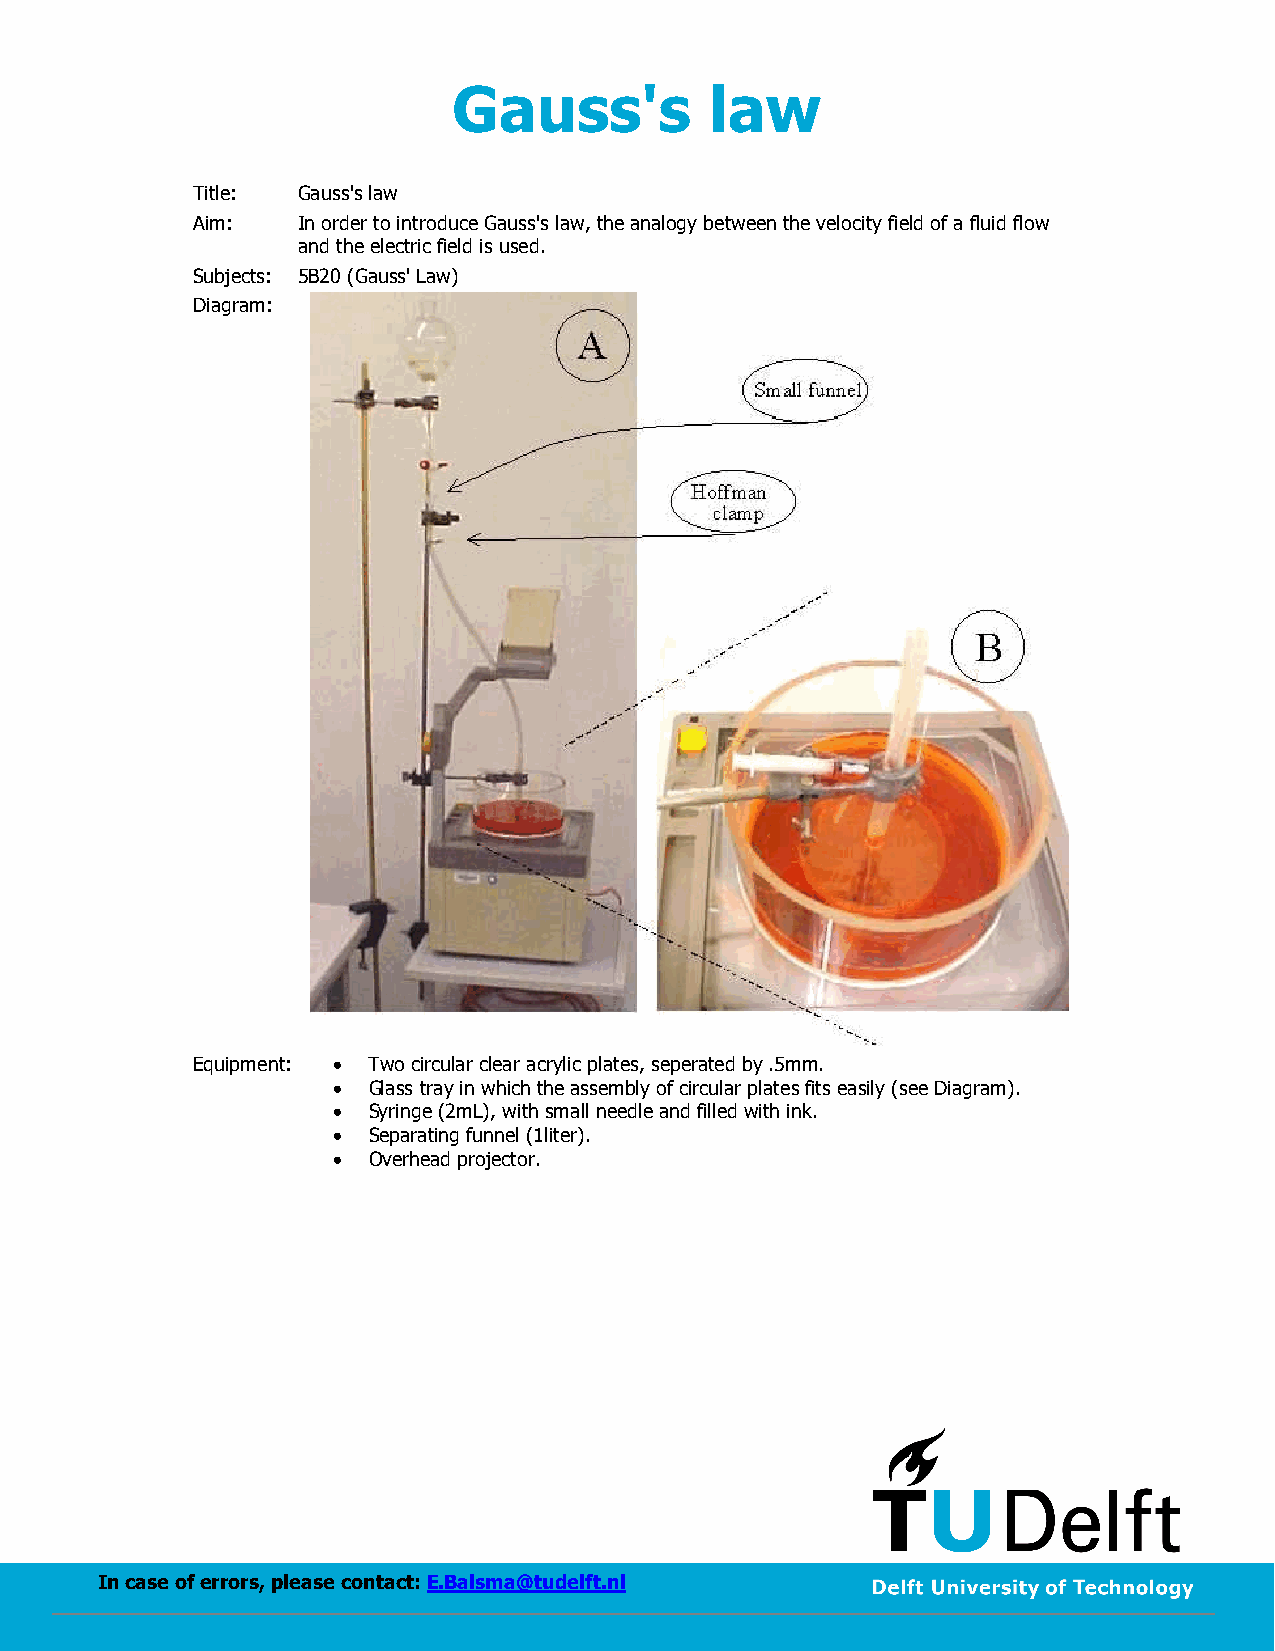 Gauss's law
Title: Gauss's law
Aim: In order to introduce Gauss's law, the analogy between the velocity field of a fluid flow
and the electric field is used.
Subjects: 5B20 (Gauss' Law)
Diagram:
A
Small funnel
Hoffman
clamp
B
Equipment: • Two circular clear acrylic plates, seperated by .5mm.
• Glass tray in which the assembly of circular plates fits easily (see Diagram).
• Syringe (2mL), with small needle and filled with ink.
• Separating funnel (1liter).
• Overhead projector.
TUDelft
In case of errors, please contact: E.Balsma@tudelft.nl
Delft University of Technology